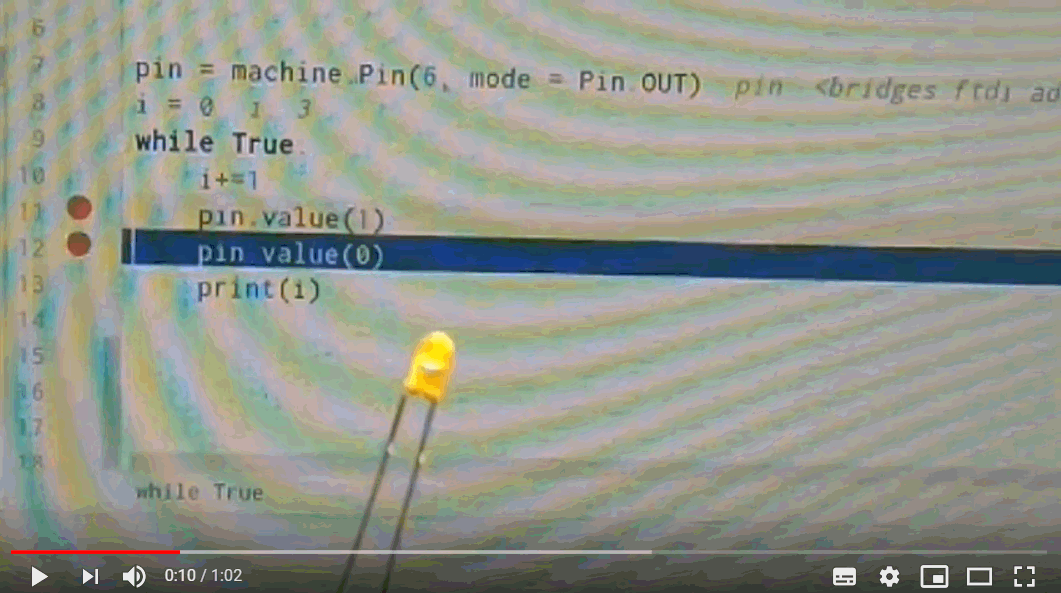 6
7 pin = machine.Pin(6, mode = Pin.OUT) pin <bridges ftdi ad
8 i = 0 i 3
9 while True:
10 i+=1
11 pin.value(1)
12 pin value(0)
13 print(i)
14
15
16
17
18
while True
0:10 / 1:02